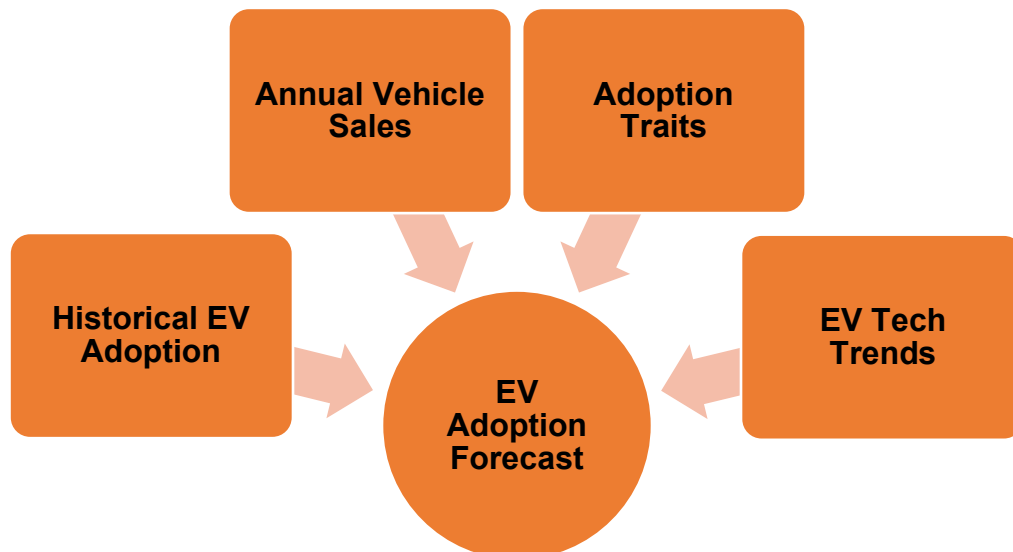 Annual Vehicle
Sales
Adoption
Traits
Historical EV
Adoption
EV Tech
Trends
EV
Adoption
Forecast